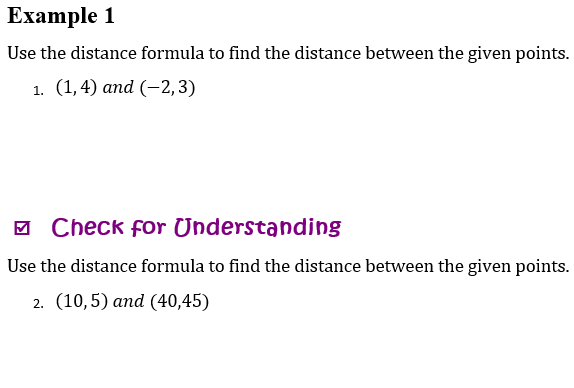 Example 1
Use the distance formula to find the distance between the given points.
1. (1, 4) and (−2, 3)
☑ Check for Understanding
Use the distance formula to find the distance between the given points.
2. (10, 5) and (40,45)